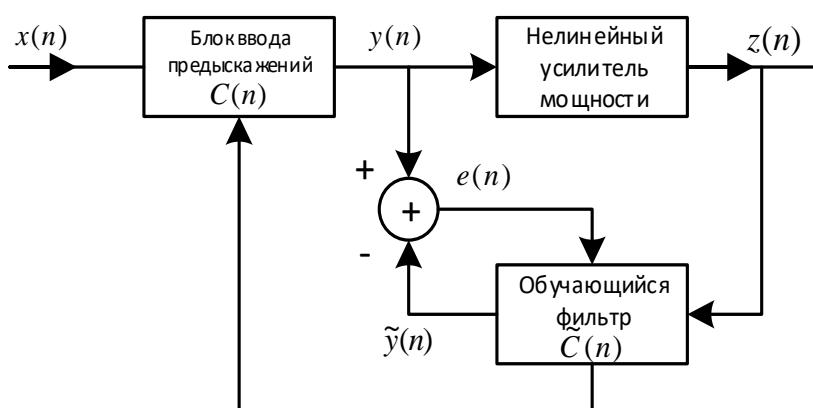 x(n)
Блок ввода
предыскажений
C(n)
y(n)
Нелинейный
усилитель
мощности
z(n)
+
+
e(n)
-
ỹ(n)
Обучающийся
фильтр
C̃(n)